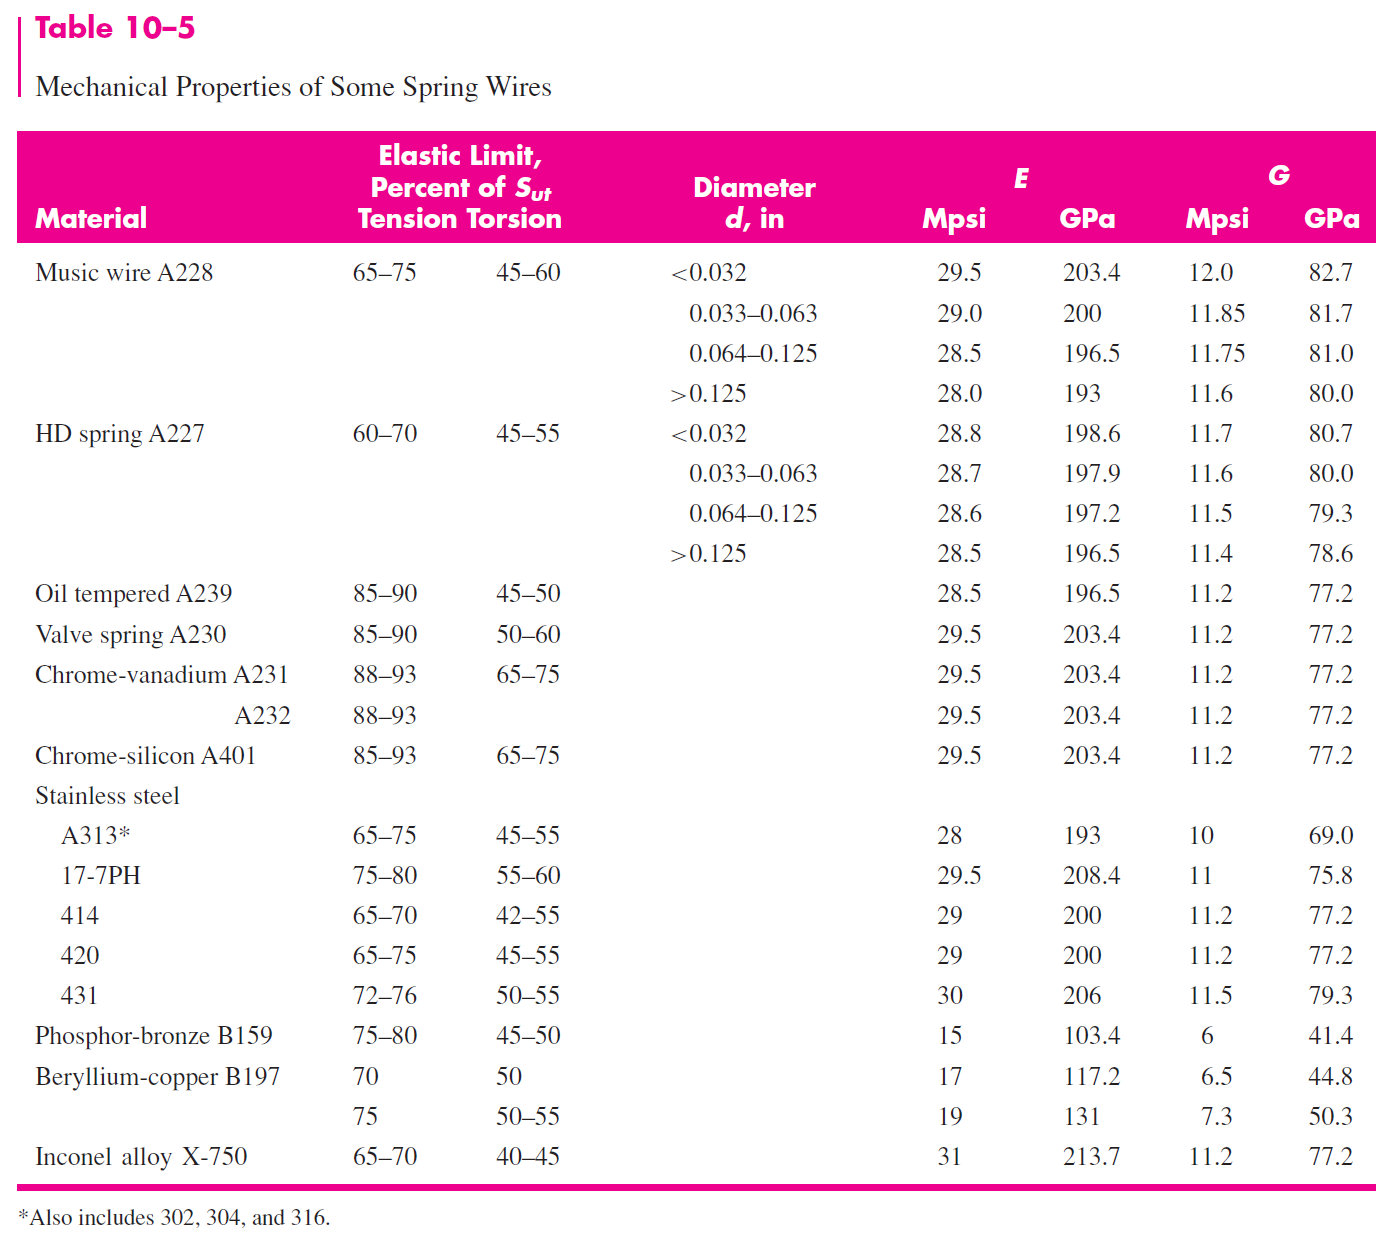 Table 10–5
Mechanical Properties of Some Spring Wires
Elastic Limit,
Percent of Sut
Material Tension Torsion Diameter d, in E Mpsi GPa G Mpsi GPa
Music wire A228 65–75 45–60 <0.032 29.5 203.4 12.0 82.7
0.033–0.063 29.0 200 11.85 81.7
0.064–0.125 28.5 196.5 11.75 81.0
>0.125 28.0 193 11.6 80.0
HD spring A227 60–70 45–55 <0.032 28.8 198.6 11.7 80.7
0.033–0.063 28.7 197.9 11.6 80.0
0.064–0.125 28.6 197.2 11.5 79.3
>0.125 28.5 196.5 11.4 78.6
Oil tempered A239 85–90 45–50 28.5 196.5 11.2 77.2
Valve spring A230 85–90 50–60 29.5 203.4 11.2 77.2
Chrome-vanadium A231 88–93 65–75 29.5 203.4 11.2 77.2
A232 88–93 29.5 203.4 11.2 77.2
Chrome-silicon A401 85–93 65–75 29.5 203.4 11.2 77.2
Stainless steel
A313* 65–75 45–55 28 193 10 69.0
17-7PH 75–80 55–60 29.5 208.4 11 75.8
414 65–70 42–55 29 200 11.2 77.2
420 65–75 45–55 29 200 11.2 77.2
431 72–76 50–55 30 206 11.5 79.3
Phosphor-bronze B159 75–80 45–50 15 103.4 6 41.4
Beryllium-copper B197 70 50 17 117.2 6.5 44.8
75 50–55 19 131 7.3 50.3
Inconel alloy X-750 65–70 40–45 31 213.7 11.2 77.2
*Also includes 302, 304, and 316.